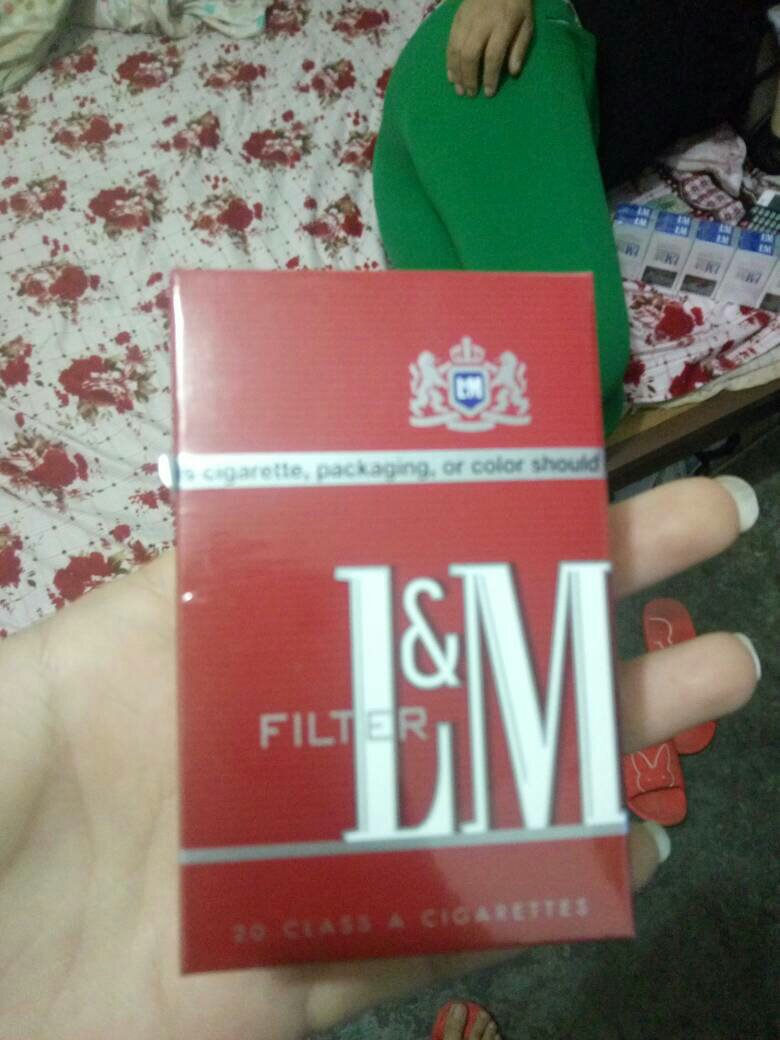 L&M
cigarette, packaging, or color should
L&M
FILTER
20 CLASS A CIGARETTES